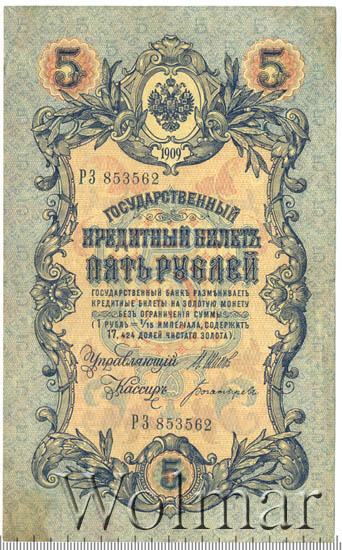 5 5
1909
РЗ 853562
ГОСУДАРСТВЕННЫЙ
КРЕДИТНЫЙ БИЛЕТЪ
ПЯТЬ РУБЛЕЙ
ГОСУДАРСТВЕННЫЙ БАНКЪ РАЗМѢНИВАЕТЪ
КРЕДИТНЫЕ БИЛЕТЫ НА ЗОЛОТУЮ МОНЕТУ
БЕЗЪ ОГРАНИЧЕНІЯ СУММЫ
(1 РУБЛЬ = 1/15 ИМПЕРІАЛА, СОДЕРЖИТЪ
17,424 ДОЛЕЙ ЧИСТАГО ЗОЛОТА).
Управляющій
Кассиръ
РЗ 853562
5
Wolmar